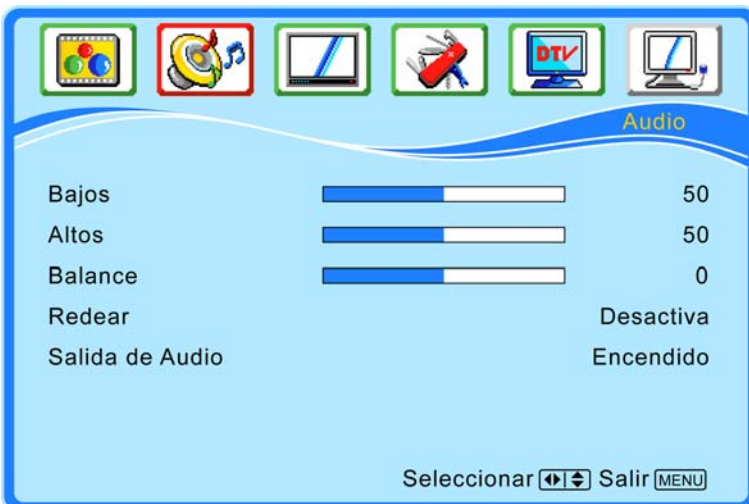 DTV
Audio
Bajos 50
Altos 50
Balance 0
Redear Desactiva
Salida de Audio Encendido
Seleccionar Salir MENU